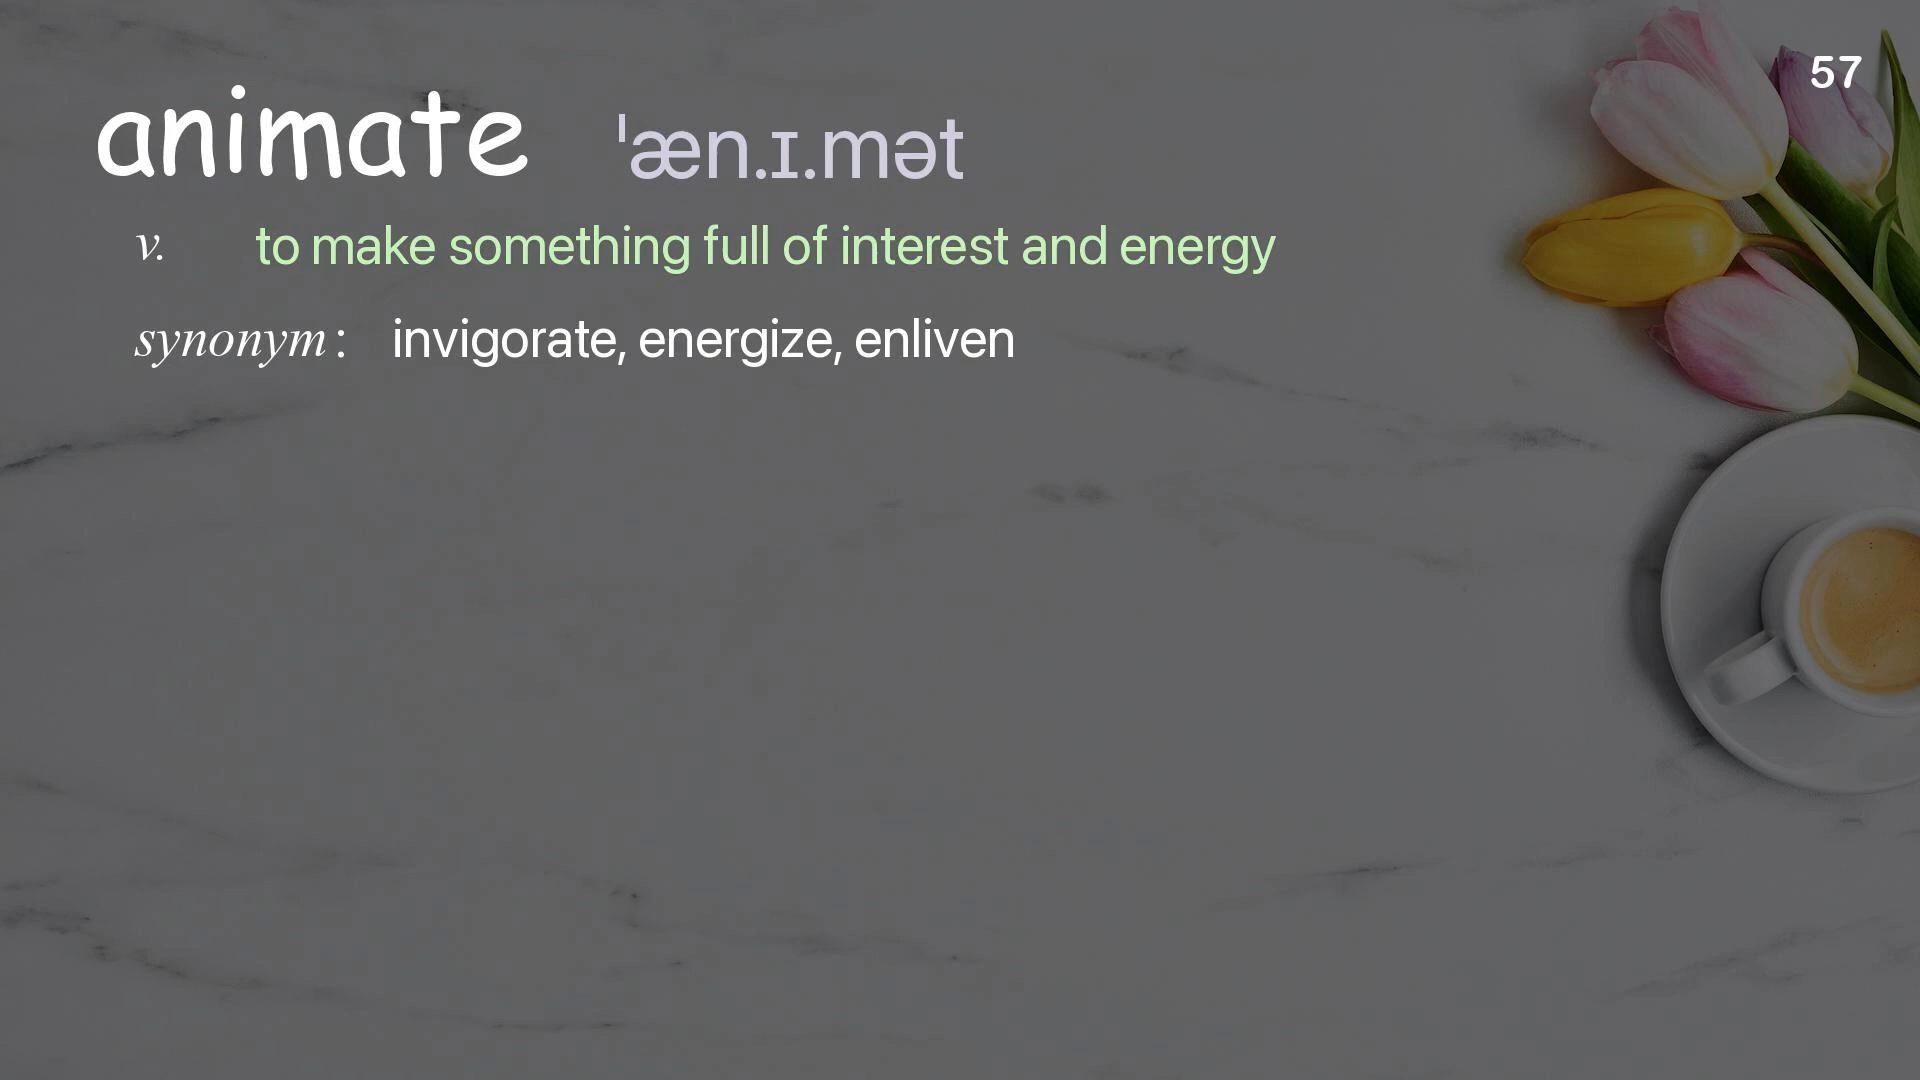 57
animate ˈæn.ɪ.mət
v. to make something full of interest and energy
synonym: invigorate, energize, enliven